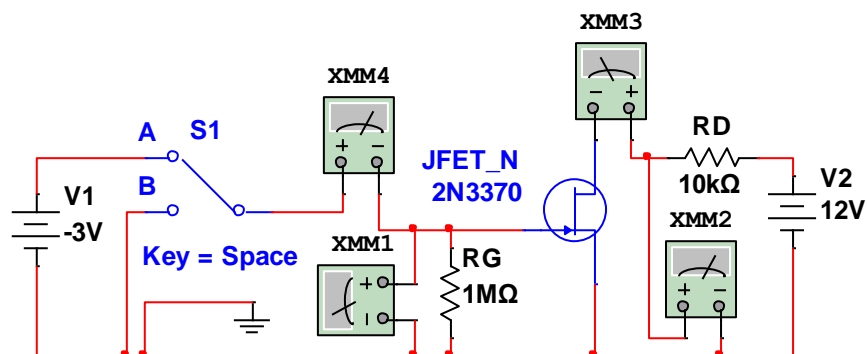 XMM3
XMM4
A
S1
RD
JFET_N
V1
B
2N3370
10kΩ
V2
-3V
XMM2
12V
XMM1
Key = Space
RG
1MΩ